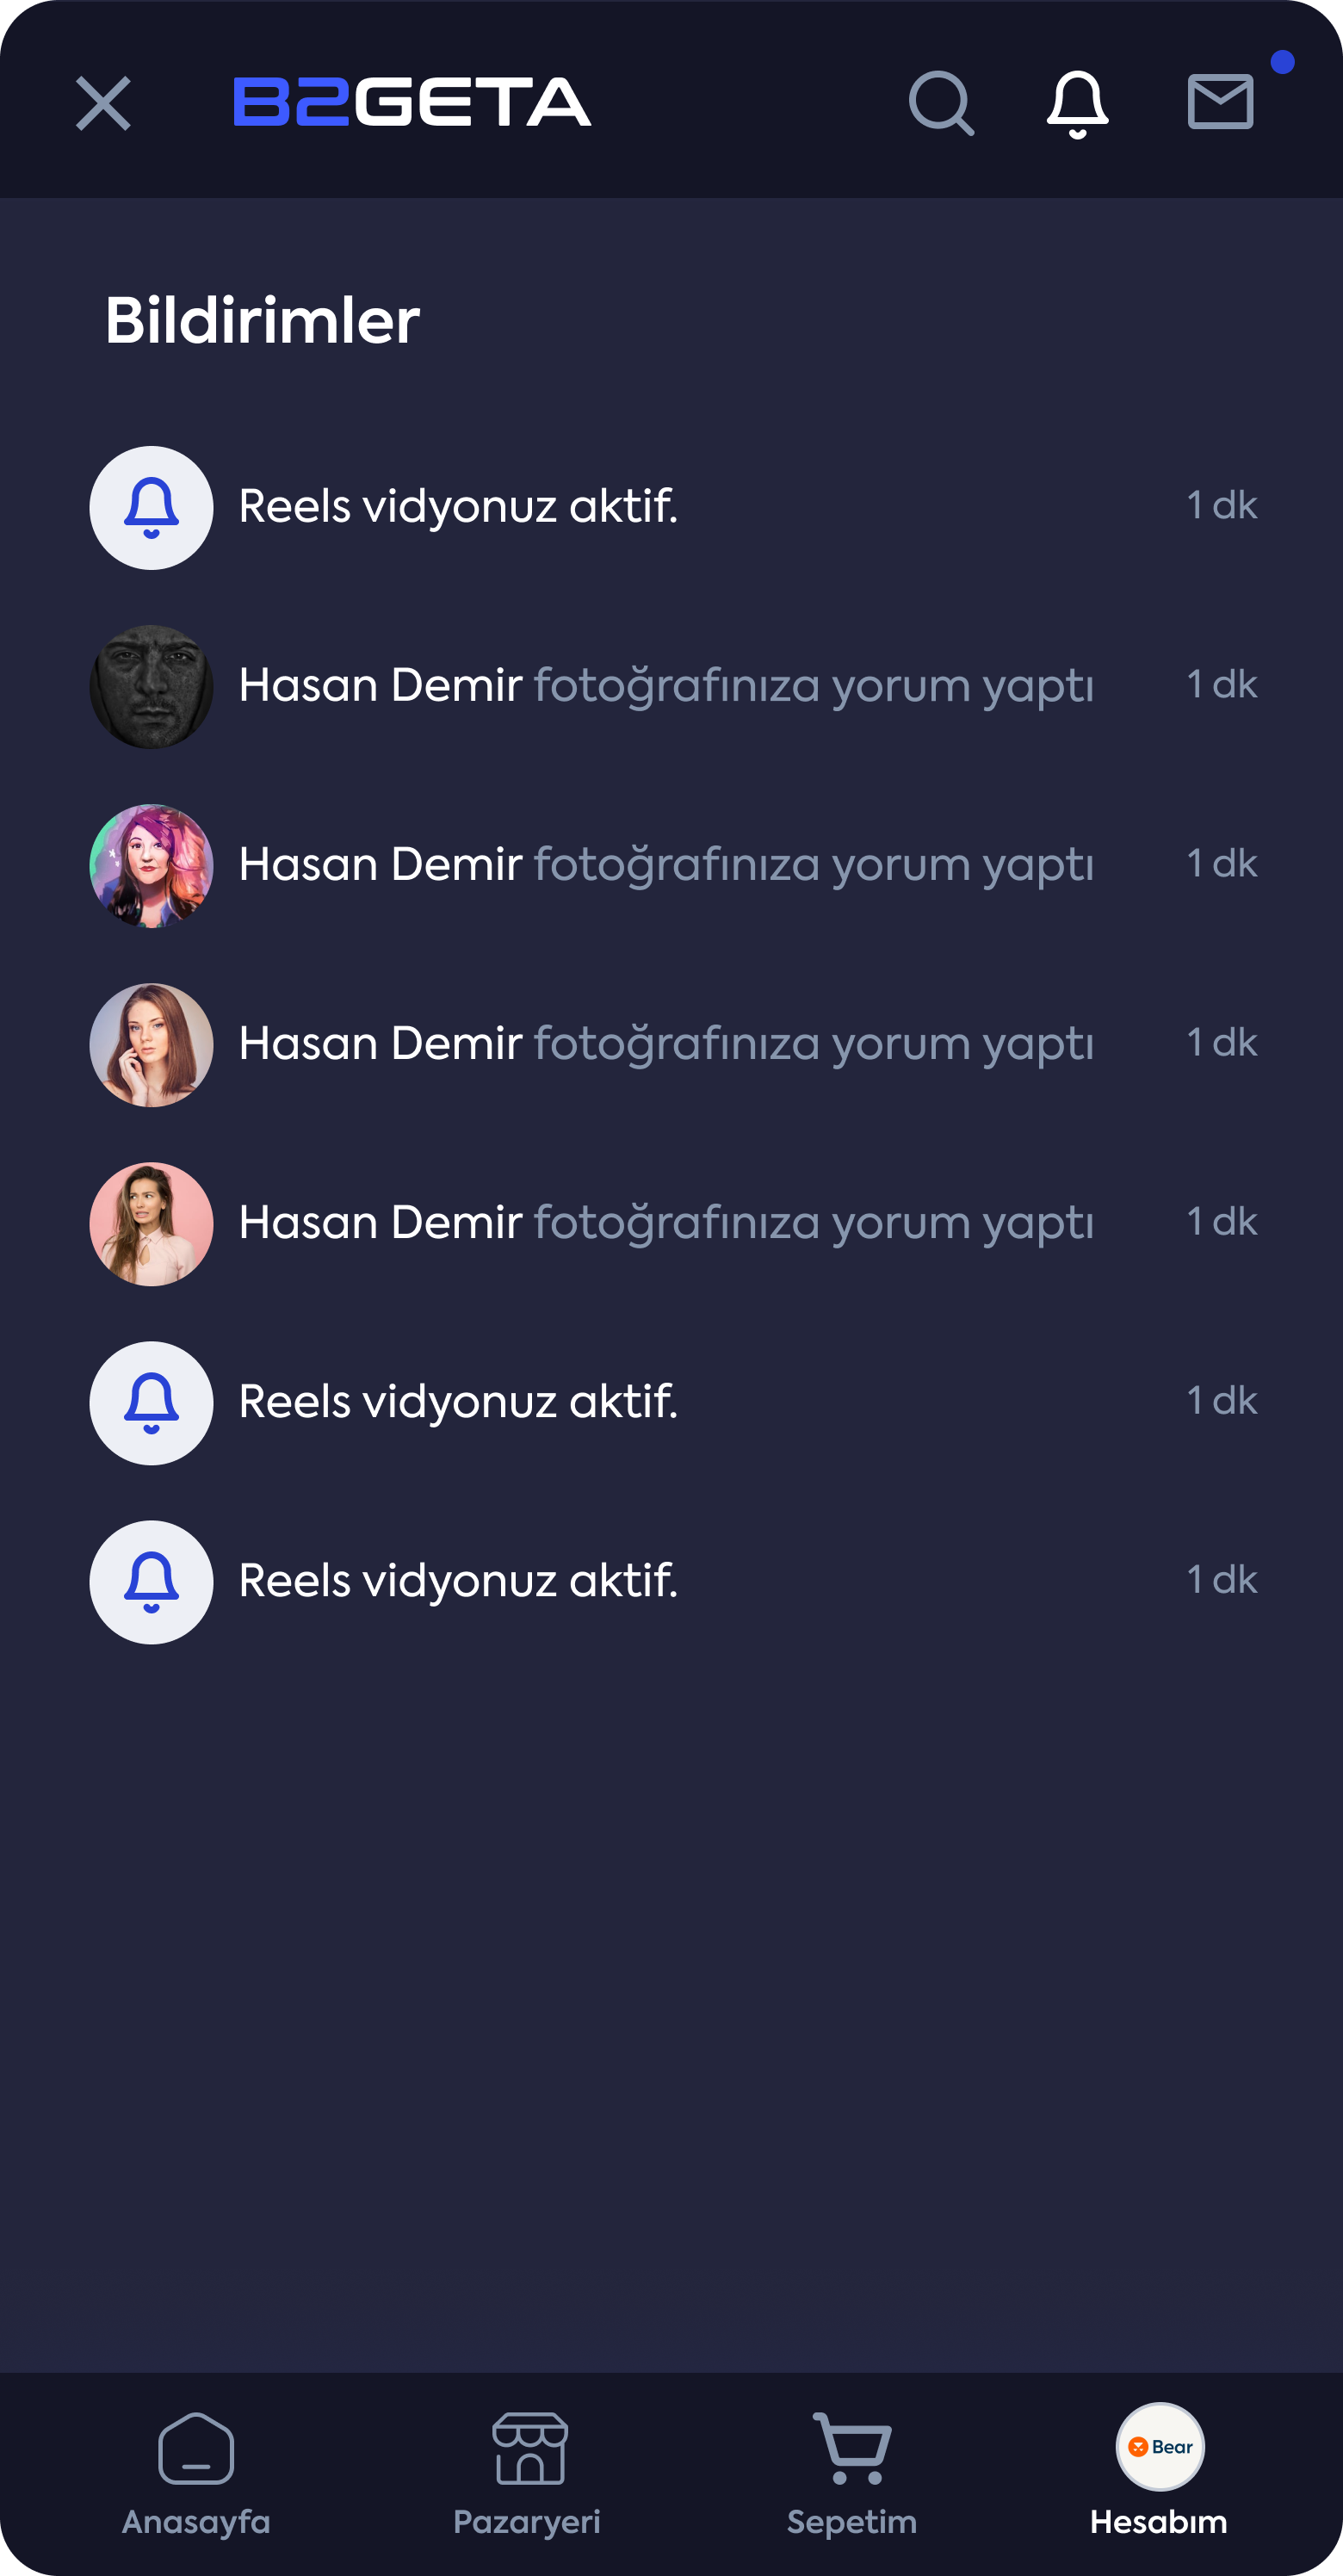 B2GETA
Bildirimler
Reels vidyonuz aktif. 1 dk
Hasan Demir fotoğrafınıza yorum yaptı 1 dk
Hasan Demir fotoğrafınıza yorum yaptı 1 dk
Hasan Demir fotoğrafınıza yorum yaptı 1 dk
Hasan Demir fotoğrafınıza yorum yaptı 1 dk
Reels vidyonuz aktif. 1 dk
Reels vidyonuz aktif. 1 dk
Bear
Anasayfa Pazaryeri Sepetim Hesabım